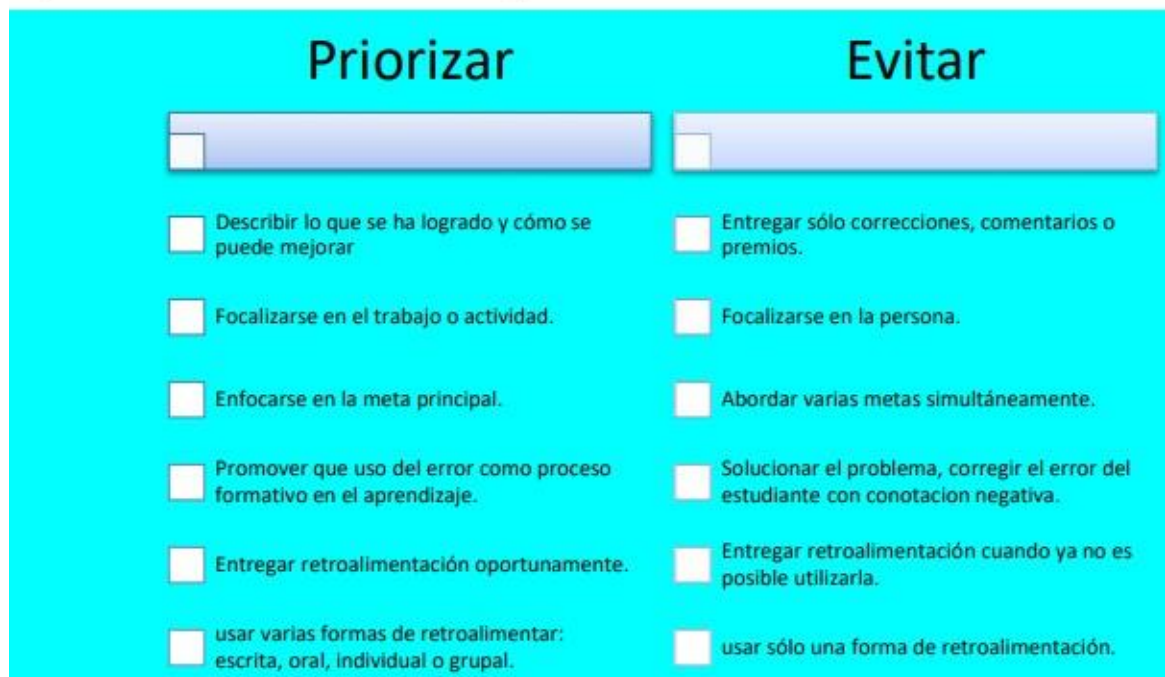 Priorizar
Evitar
Describir lo que se ha logrado y cómo se
puede mejorar
Entregar sólo correcciones, comentarios o
premios.
Focalizarse en el trabajo o actividad.
Focalizarse en la persona.
Enfocarse en la meta principal.
Abordar varias metas simultáneamente.
Promover que uso del error como proceso
formativo en el aprendizaje.
Solucionar el problema, corregir el error del
estudiante con conotacion negativa.
Entregar retroalimentación oportunamente.
Entregar retroalimentación cuando ya no es
posible utilizarla.
usar varias formas de retroalimentar:
escrita, oral, individual o grupal.
usar sólo una forma de retroalimentación.